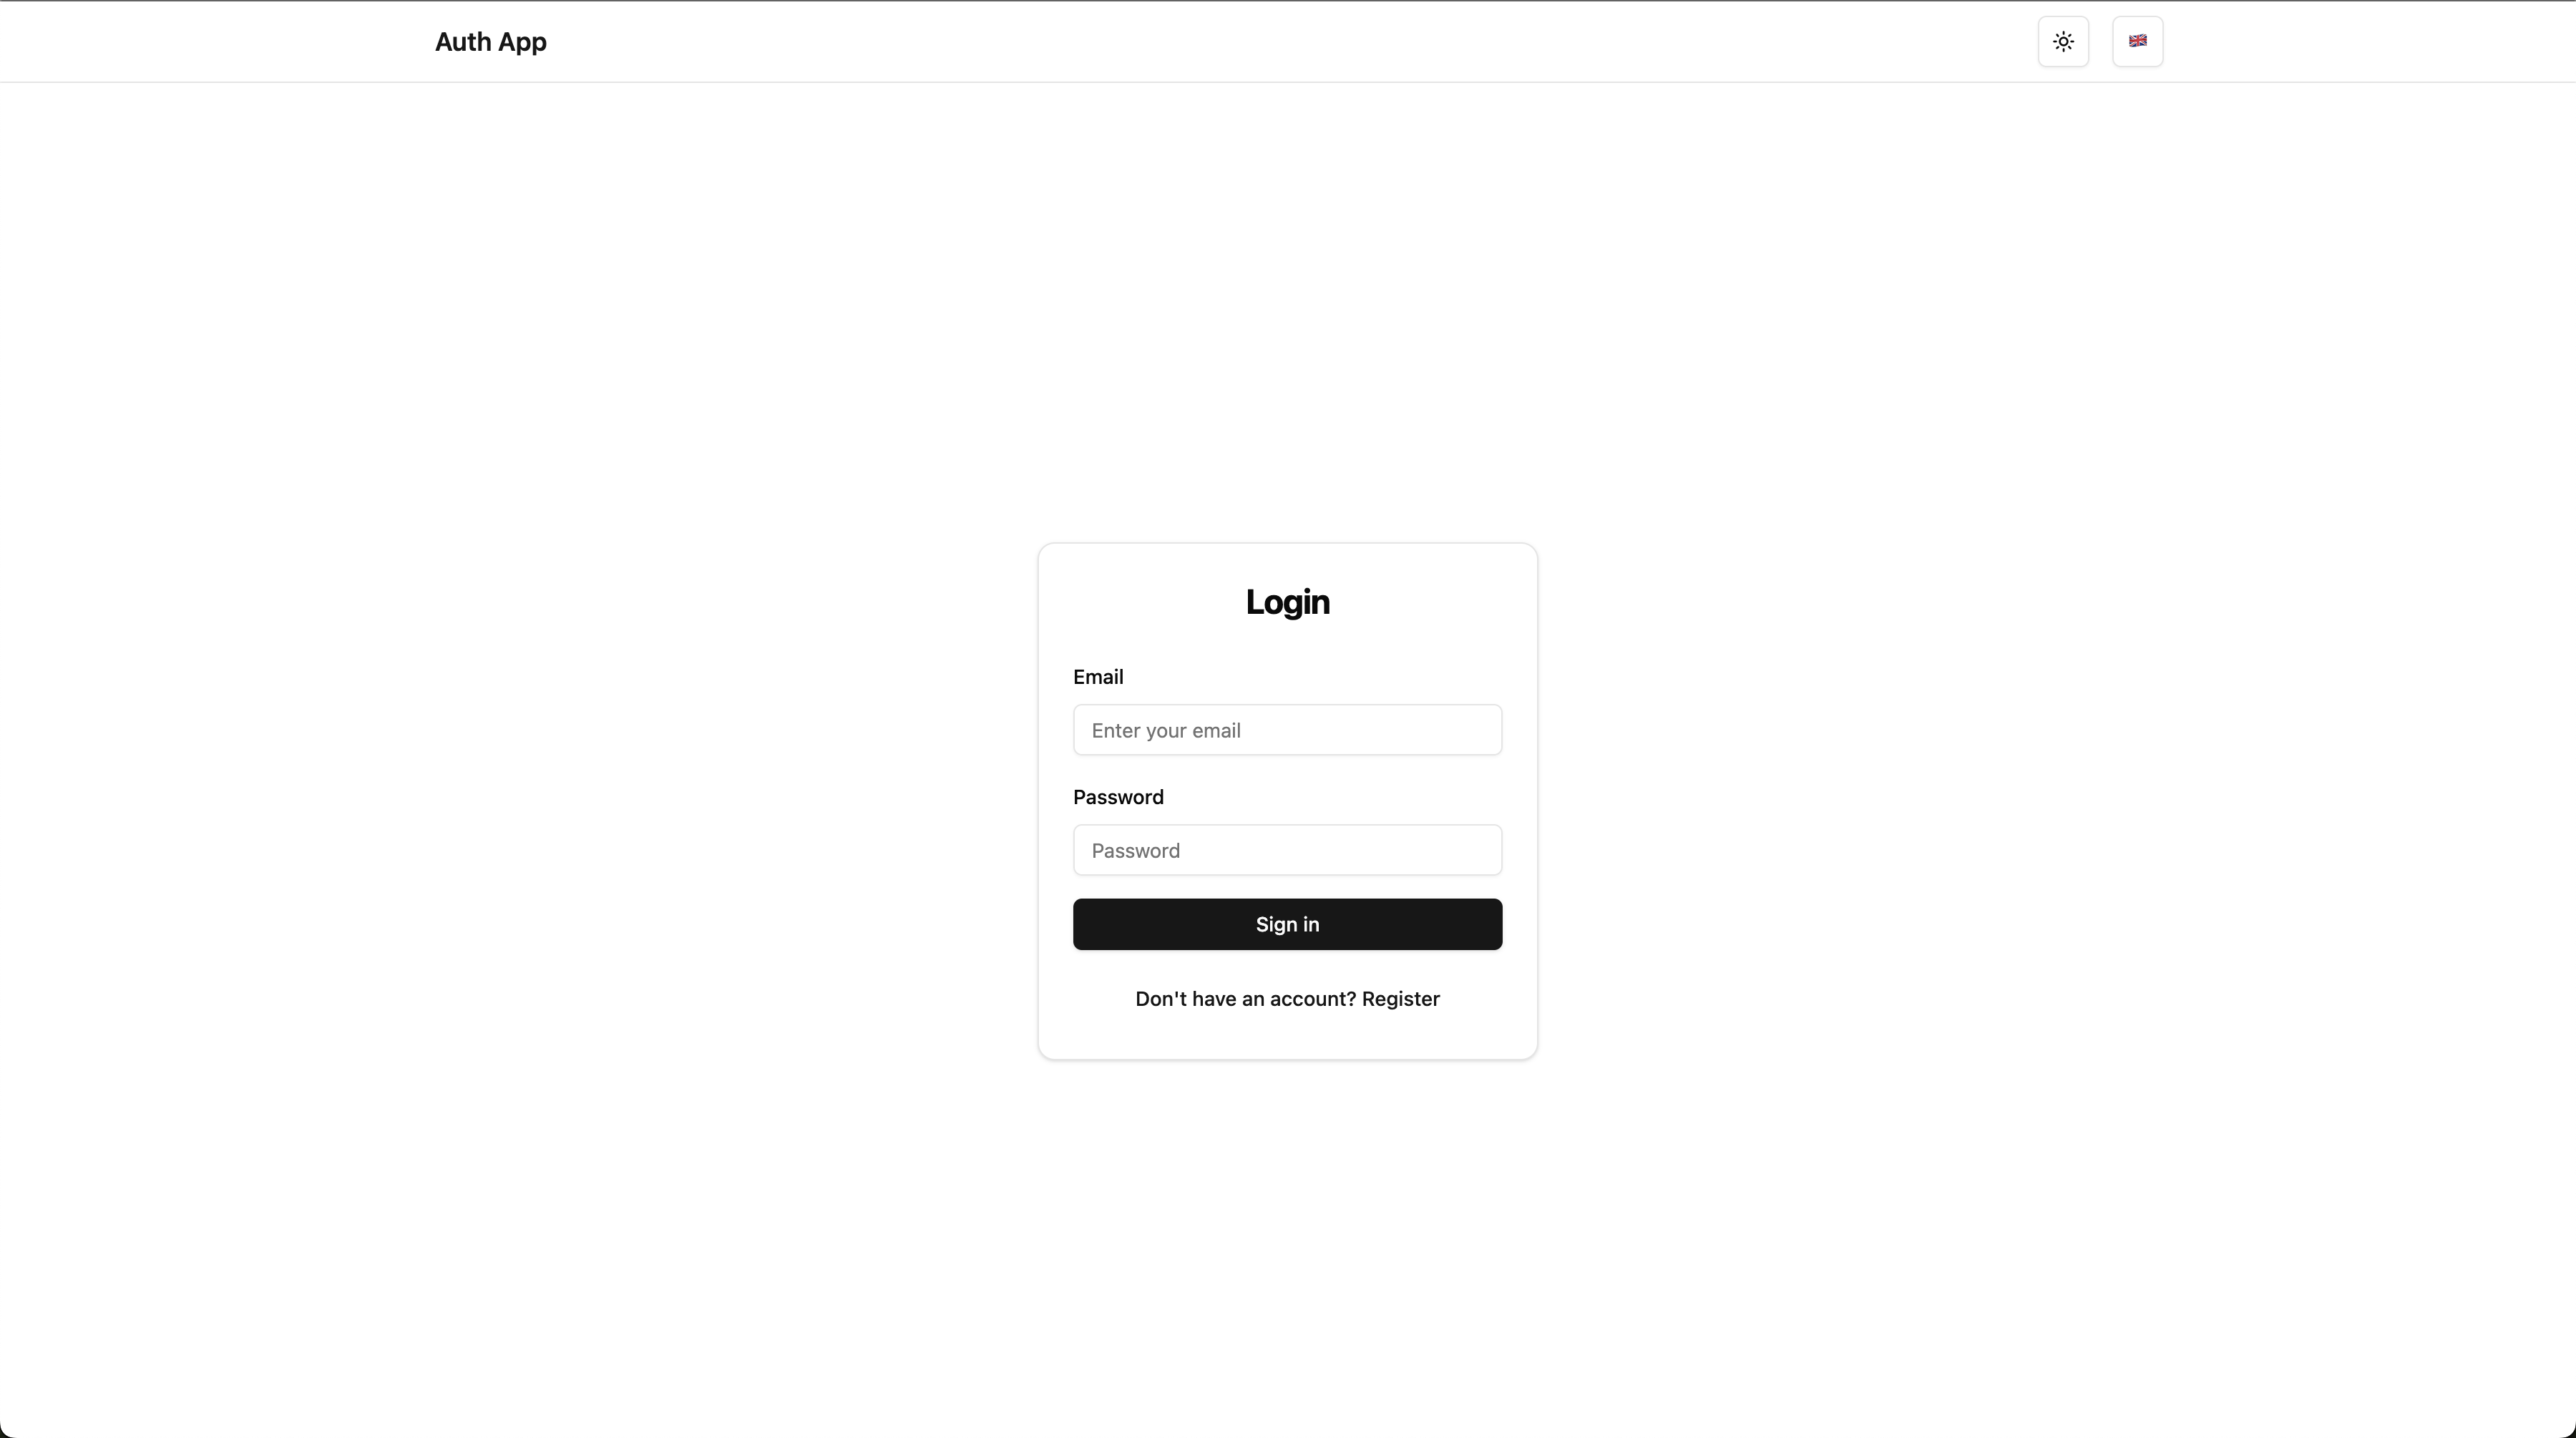 Auth App
Login
Email
Enter your email
Password
Password
Sign in
Don't have an account? Register